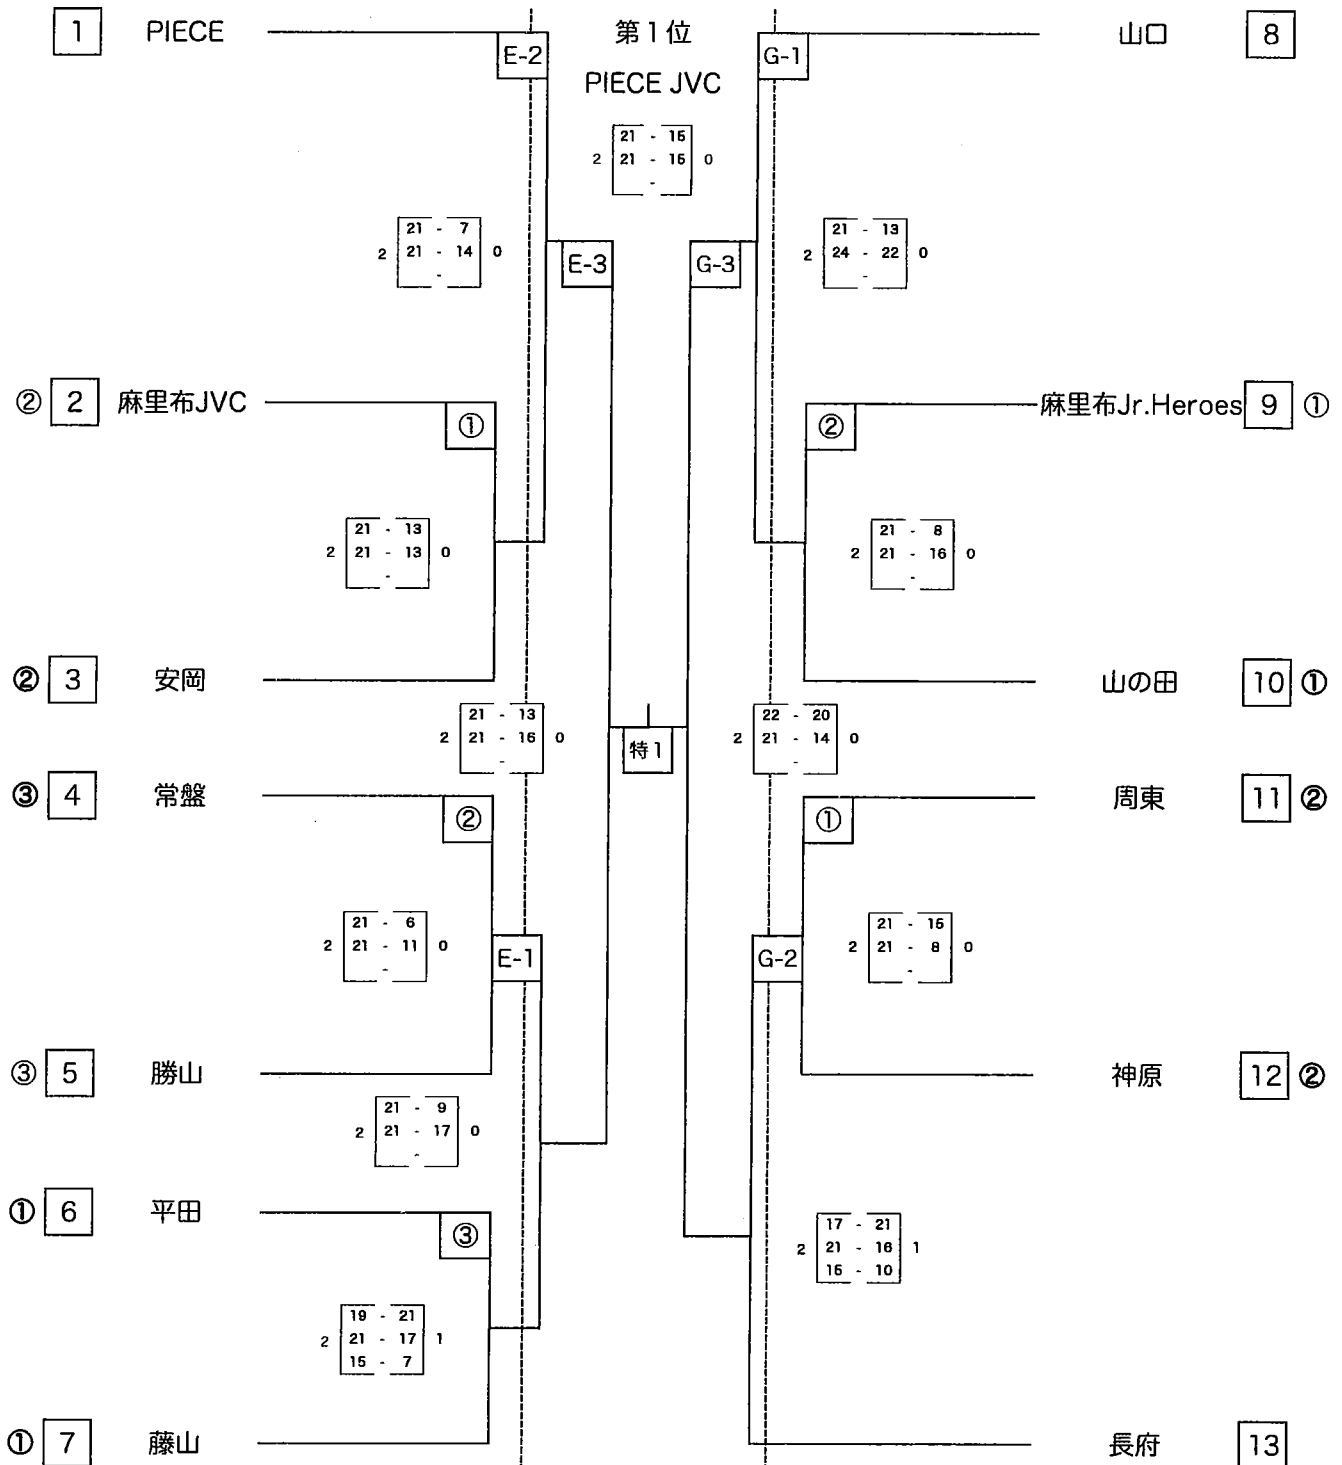 1 PIECE
E-2
第1位
PIECE JVC
21 - 15
2 21 - 15 0
-
G-1
山口 8
21 - 7
2 21 - 14 0
-
E-3
G-3
21 - 13
2 24 - 22 0
-
② 2 麻里布JVC
①
②
麻里布Jr.Heroes 9 ①
21 - 13
2 21 - 13 0
-
21 - 8
2 21 - 16 0
-
② 3 安岡
山の田 10 ①
21 - 13
2 21 - 16 0
-
特1
22 - 20
2 21 - 14 0
-
③ 4 常盤
②
①
周東 11 ②
21 - 6
2 21 - 11 0
-
E-1
G-2
21 - 15
2 21 - 8 0
-
③ 5 勝山
神原 12 ②
21 - 9
2 21 - 17 0
-
① 6 平田
③
17 - 21
2 21 - 16 1
15 - 10
19 - 21
2 21 - 17 1
15 - 7
① 7 藤山
長府 13